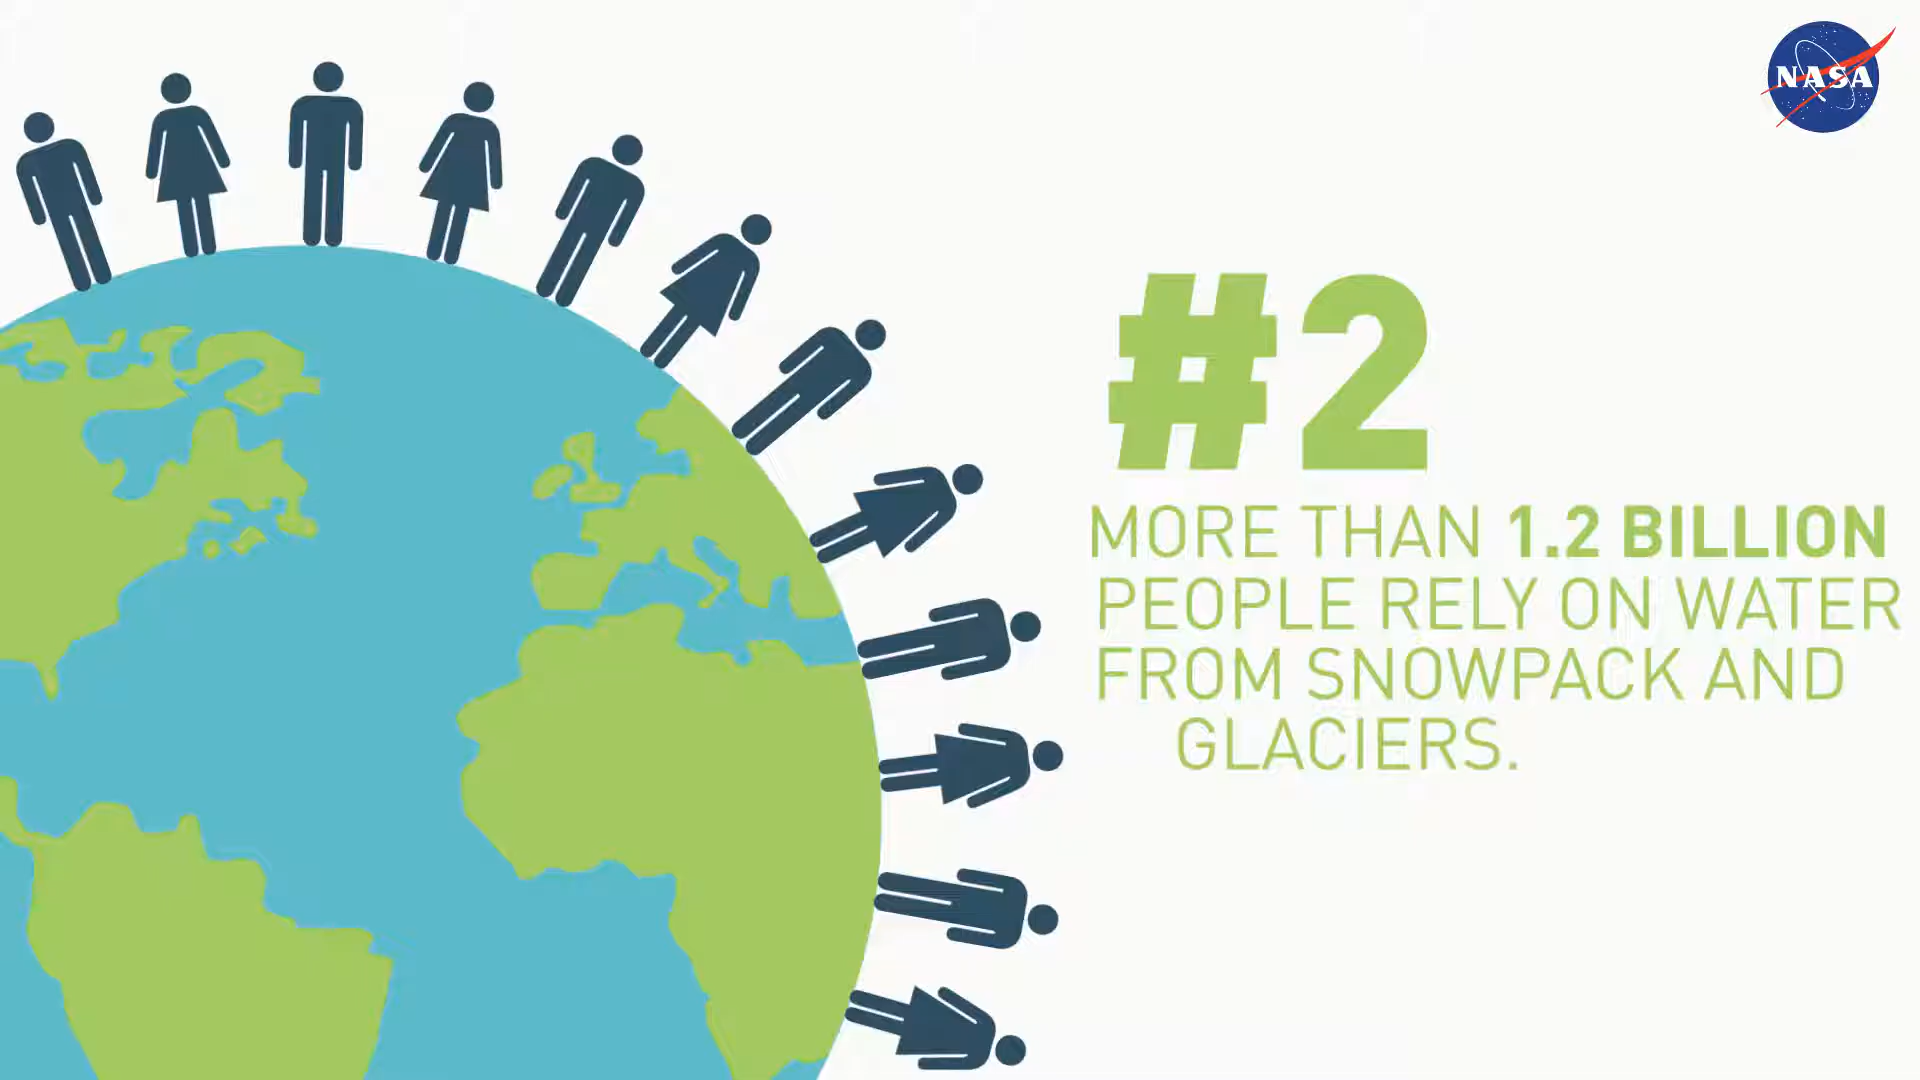 NASA
#2
MORE THAN 1.2 BILLION
PEOPLE RELY ON WATER
FROM SNOWPACK AND
GLACIERS.